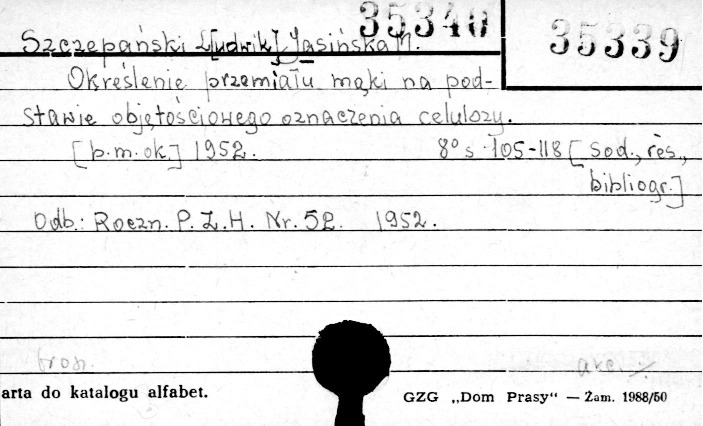 35340
35339
Szczepański L[udwik], Jasińska M.
Określenie przemiału mąki na pod-
stawie objętościowego oznaczenia celulozy.
[b.m.ok.] 1952. 8° s. 105-118 [sod., res.,
bibliogr.]
Odb.: Roczn. P.Z.H. Nr. 52. 1952.
arta do katalogu alfabet.
GZG „Dom Prasy“ — Zam. 1988/50